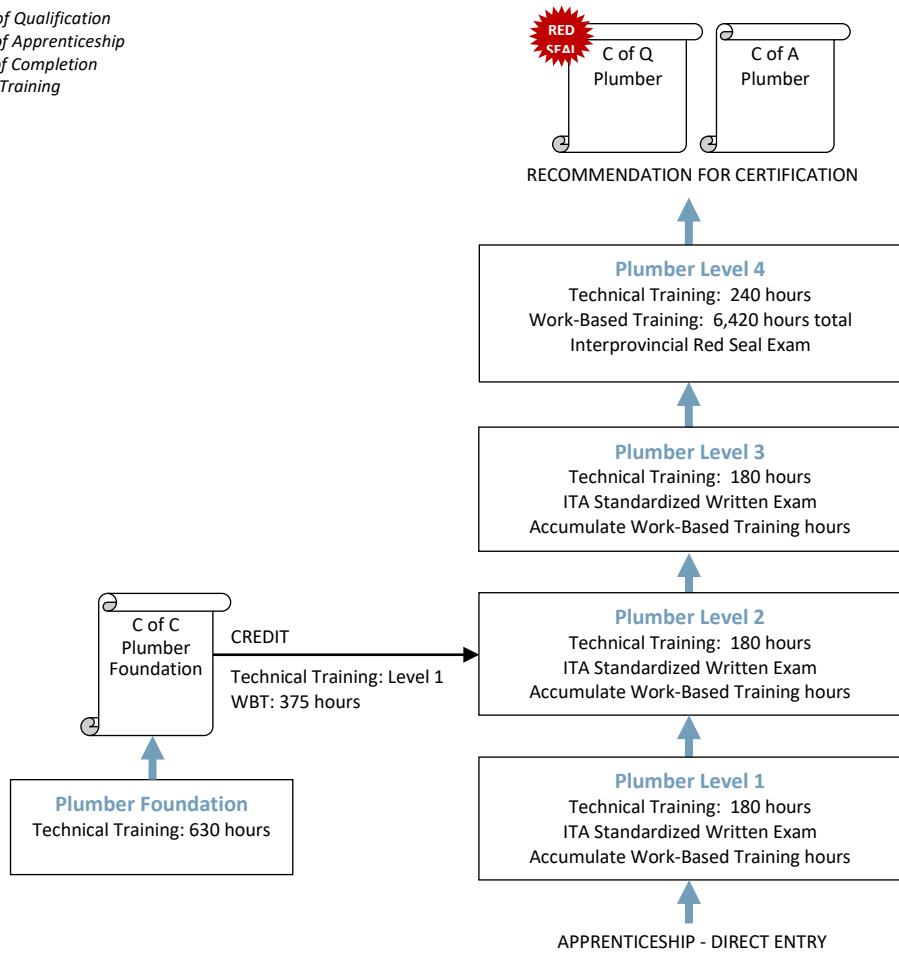 of Qualification
of Apprenticeship
of Completion
Training
RED
SEAL
C of Q
Plumber
C of A
Plumber
RECOMMENDATION FOR CERTIFICATION
Plumber Level 4
Technical Training: 240 hours
Work-Based Training: 6,420 hours total
Interprovincial Red Seal Exam
Plumber Level 3
Technical Training: 180 hours
ITA Standardized Written Exam
Accumulate Work-Based Training hours
C of C
Plumber
Foundation
CREDIT
Technical Training: Level 1
WBT: 375 hours
Plumber Level 2
Technical Training: 180 hours
ITA Standardized Written Exam
Accumulate Work-Based Training hours
Plumber Foundation
Technical Training: 630 hours
Plumber Level 1
Technical Training: 180 hours
ITA Standardized Written Exam
Accumulate Work-Based Training hours
APPRENTICESHIP - DIRECT ENTRY